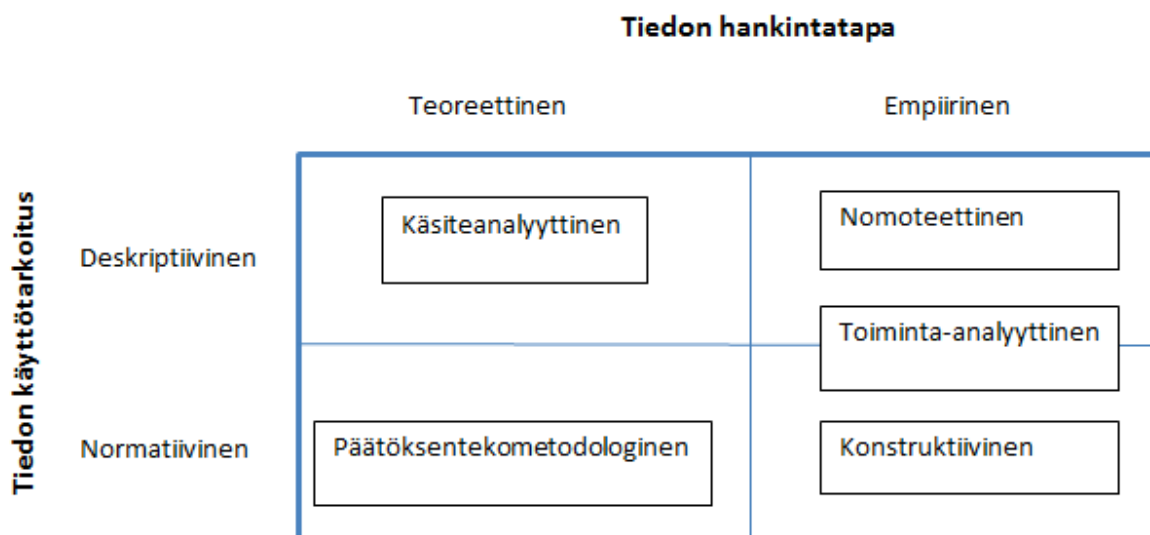 Tiedon hankintatapa
Teoreettinen
Empiirinen
Tiedon käyttötarkoitus
Deskriptiivinen
Käsiteanalyyttinen
Nomoteettinen
Toiminta-analyyttinen
Normatiivinen
Päätöksentekometodologinen
Konstruktiivinen